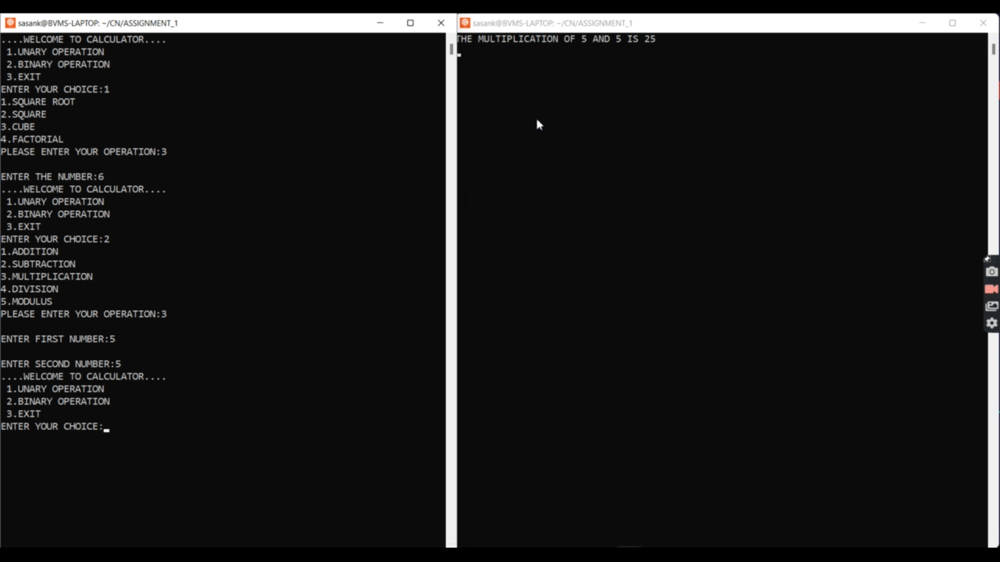 sasank@BVMS-LAPTOP: ~/CN/ASSIGNMENT_1
....WELCOME TO CALCULATOR....
1.UNARY OPERATION
2.BINARY OPERATION
3.EXIT
ENTER YOUR CHOICE:1
1.SQUARE ROOT
2.SQUARE
3.CUBE
4.FACTORIAL
PLEASE ENTER YOUR OPERATION:3
ENTER THE NUMBER:6
....WELCOME TO CALCULATOR....
1.UNARY OPERATION
2.BINARY OPERATION
3.EXIT
ENTER YOUR CHOICE:2
1.ADDITION
2.SUBTRACTION
3.MULTIPLICATION
4.DIVISION
5.MODULUS
PLEASE ENTER YOUR OPERATION:3
ENTER FIRST NUMBER:5
ENTER SECOND NUMBER:5
....WELCOME TO CALCULATOR....
1.UNARY OPERATION
2.BINARY OPERATION
3.EXIT
ENTER YOUR CHOICE:
sasank@BVMS-LAPTOP: ~/CN/ASSIGNMENT_1
THE MULTIPLICATION OF 5 AND 5 IS 25